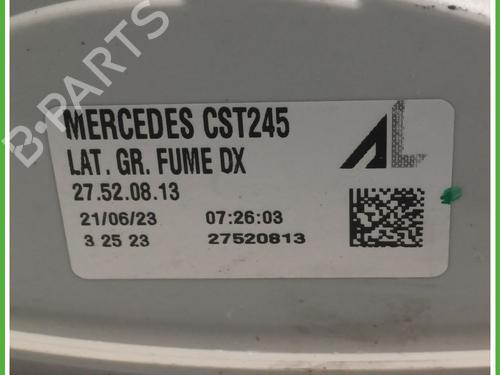 B-PARTS
MERCEDES CST245
LAT. GR. FUME DX
27.52.08.13
21/06/23 07:26:03
3 25 23 27520813
AL